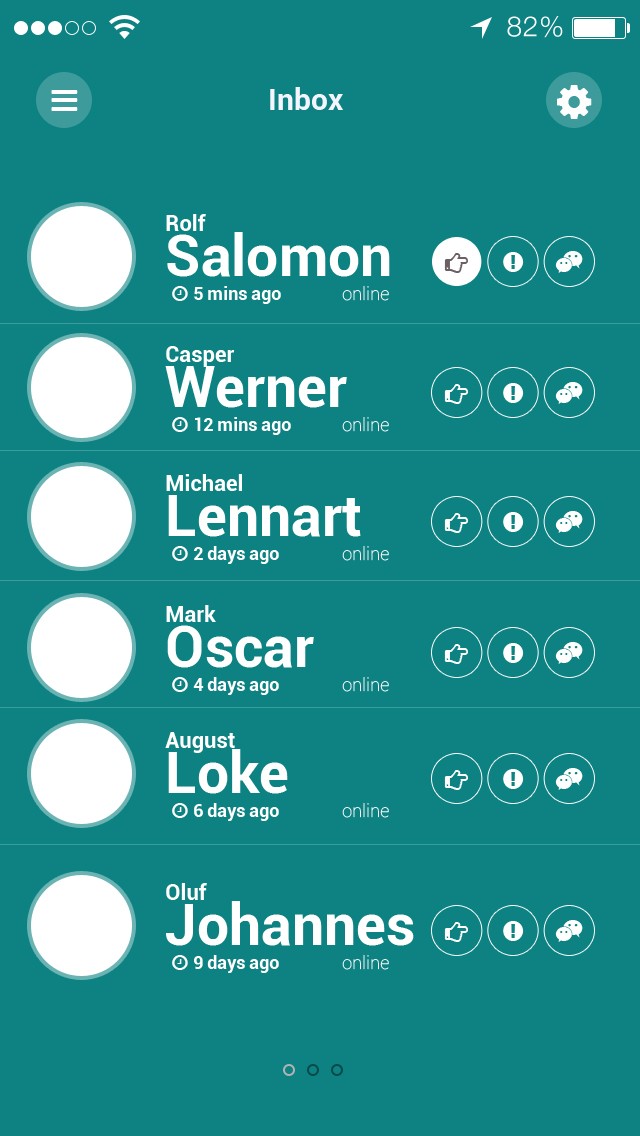 82%
Inbox
Rolf
Salomon
5 mins ago online
Casper
Werner
12 mins ago online
Michael
Lennart
2 days ago online
Mark
Oscar
4 days ago online
August
Loke
6 days ago online
Oluf
Johannes
9 days ago online